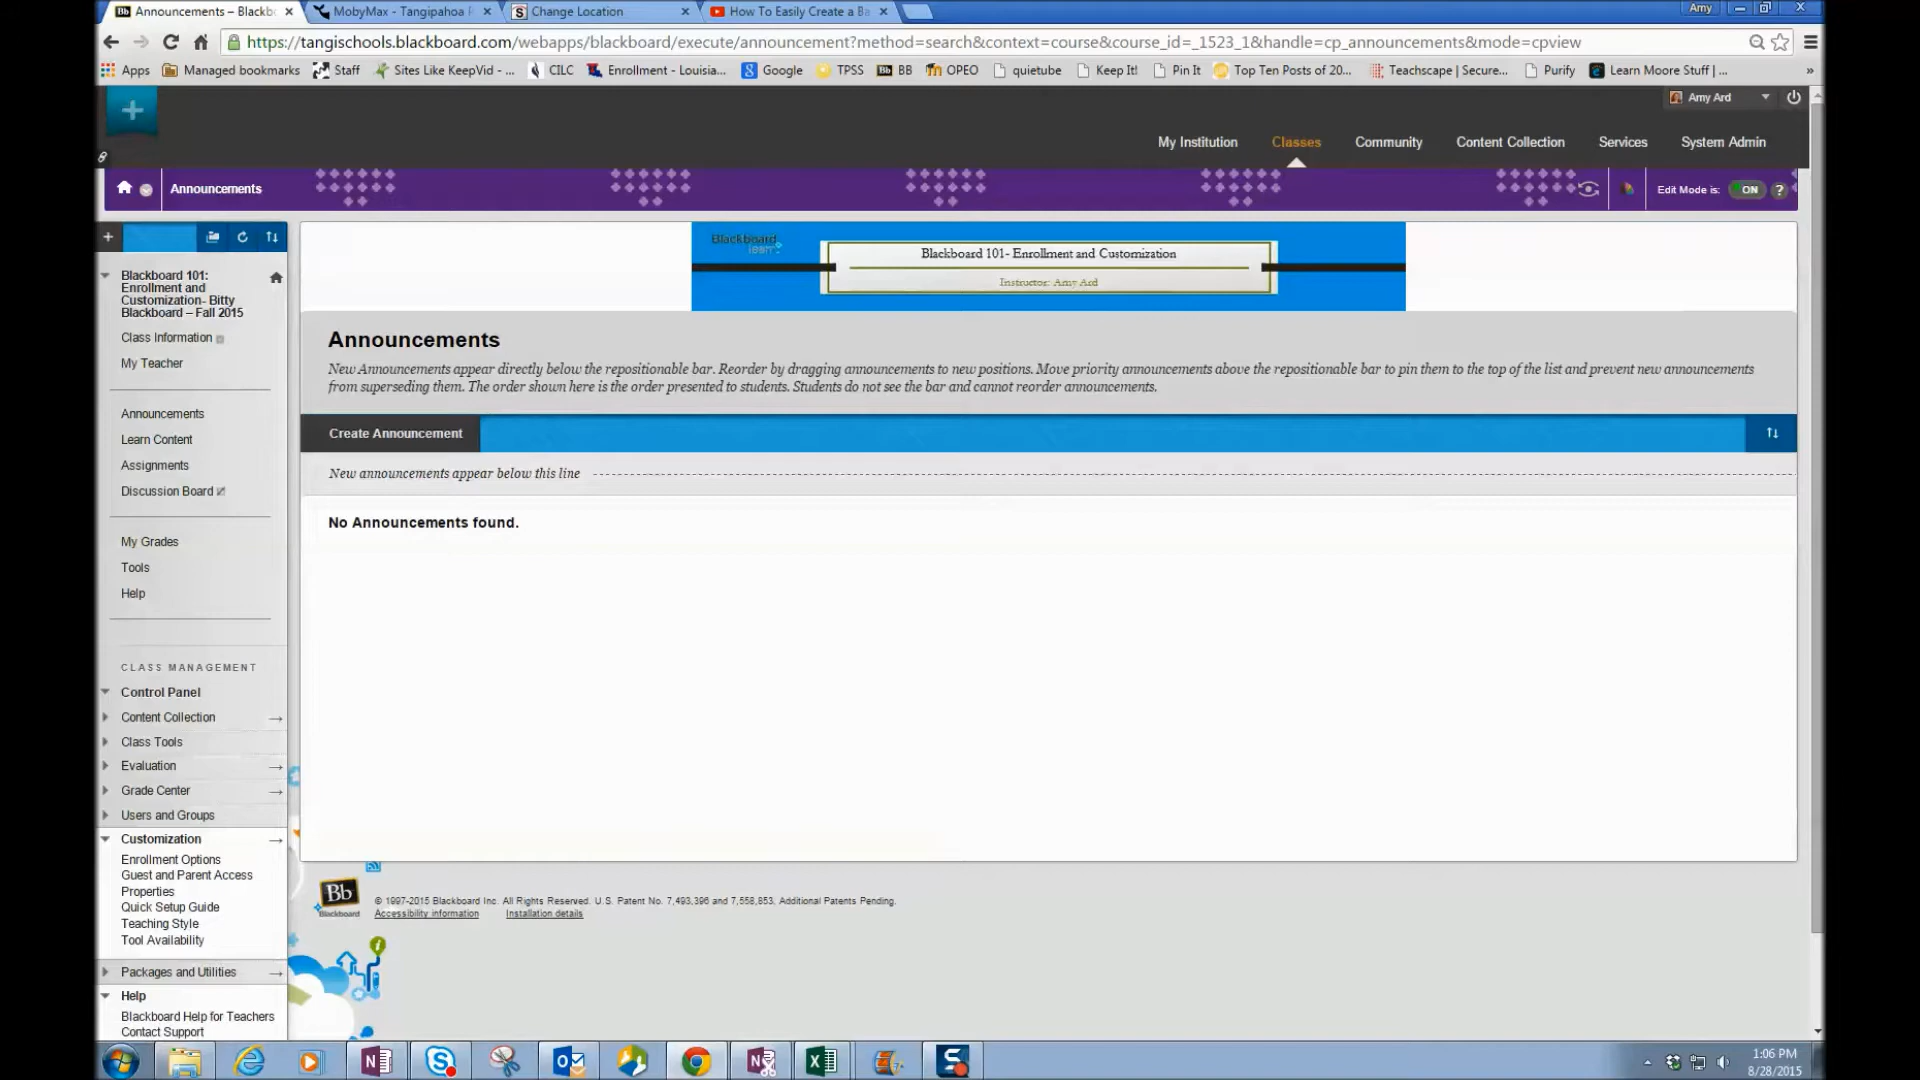 Announcements – Blackb
MobyMax - Tangipahoa
Change Location
How To Easily Create a Ba
Amy
https://tangischools.blackboard.com/webapps/blackboard/execute/announcement?method=search&context=course&course_id=_1523_1&handle=cp_announcements&mode=cpview
Apps Managed bookmarks Staff Sites Like KeepVid - ... CILC Enrollment - Louisia... Google TPSS BB OPEO quietube Keep It! Pin It Top Ten Posts of 20... Teachscape | Secure... Purify Learn Moore Stuff | ... »
Amy Ard
My Institution Classes Community Content Collection Services System Admin
Announcements
Edit Mode is: ON ?
Blackboard
learn
Blackboard 101- Enrollment and Customization
Instructor: Amy Ard
Blackboard 101:
Enrollment and
Customization- Bitty
Blackboard – Fall 2015
Class Information
My Teacher
Announcements
Learn Content
Assignments
Discussion Board
My Grades
Tools
Help
CLASS MANAGEMENT
Control Panel
Content Collection
Class Tools
Evaluation
Grade Center
Users and Groups
Customization
Enrollment Options
Guest and Parent Access
Properties
Quick Setup Guide
Teaching Style
Tool Availability
Packages and Utilities
Help
Blackboard Help for Teachers
Contact Support
Announcements
New Announcements appear directly below the repositionable bar. Reorder by dragging announcements to new positions. Move priority announcements above the repositionable bar to pin them to the top of the list and prevent new announcements
from superseding them. The order shown here is the order presented to students. Students do not see the bar and cannot reorder announcements.
Create Announcement
New announcements appear below this line
No Announcements found.
Bb
Blackboard
© 1997-2015 Blackboard Inc. All Rights Reserved. U.S. Patent No. 7,493,396 and 7,558,853. Additional Patents Pending.
Accessibility information Installation details
1:06 PM
8/28/2015